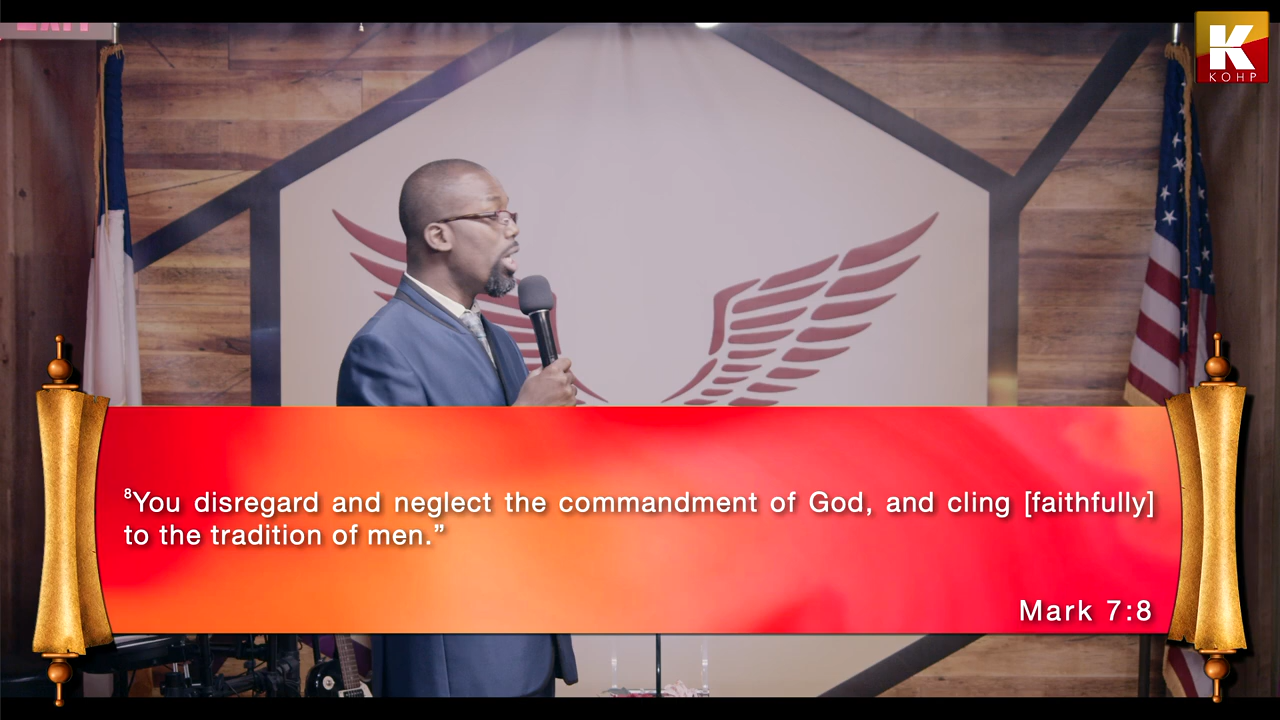 EXIT
K
KOHP
⁸You disregard and neglect the commandment of God, and cling [faithfully]
to the tradition of men.”
Mark 7:8